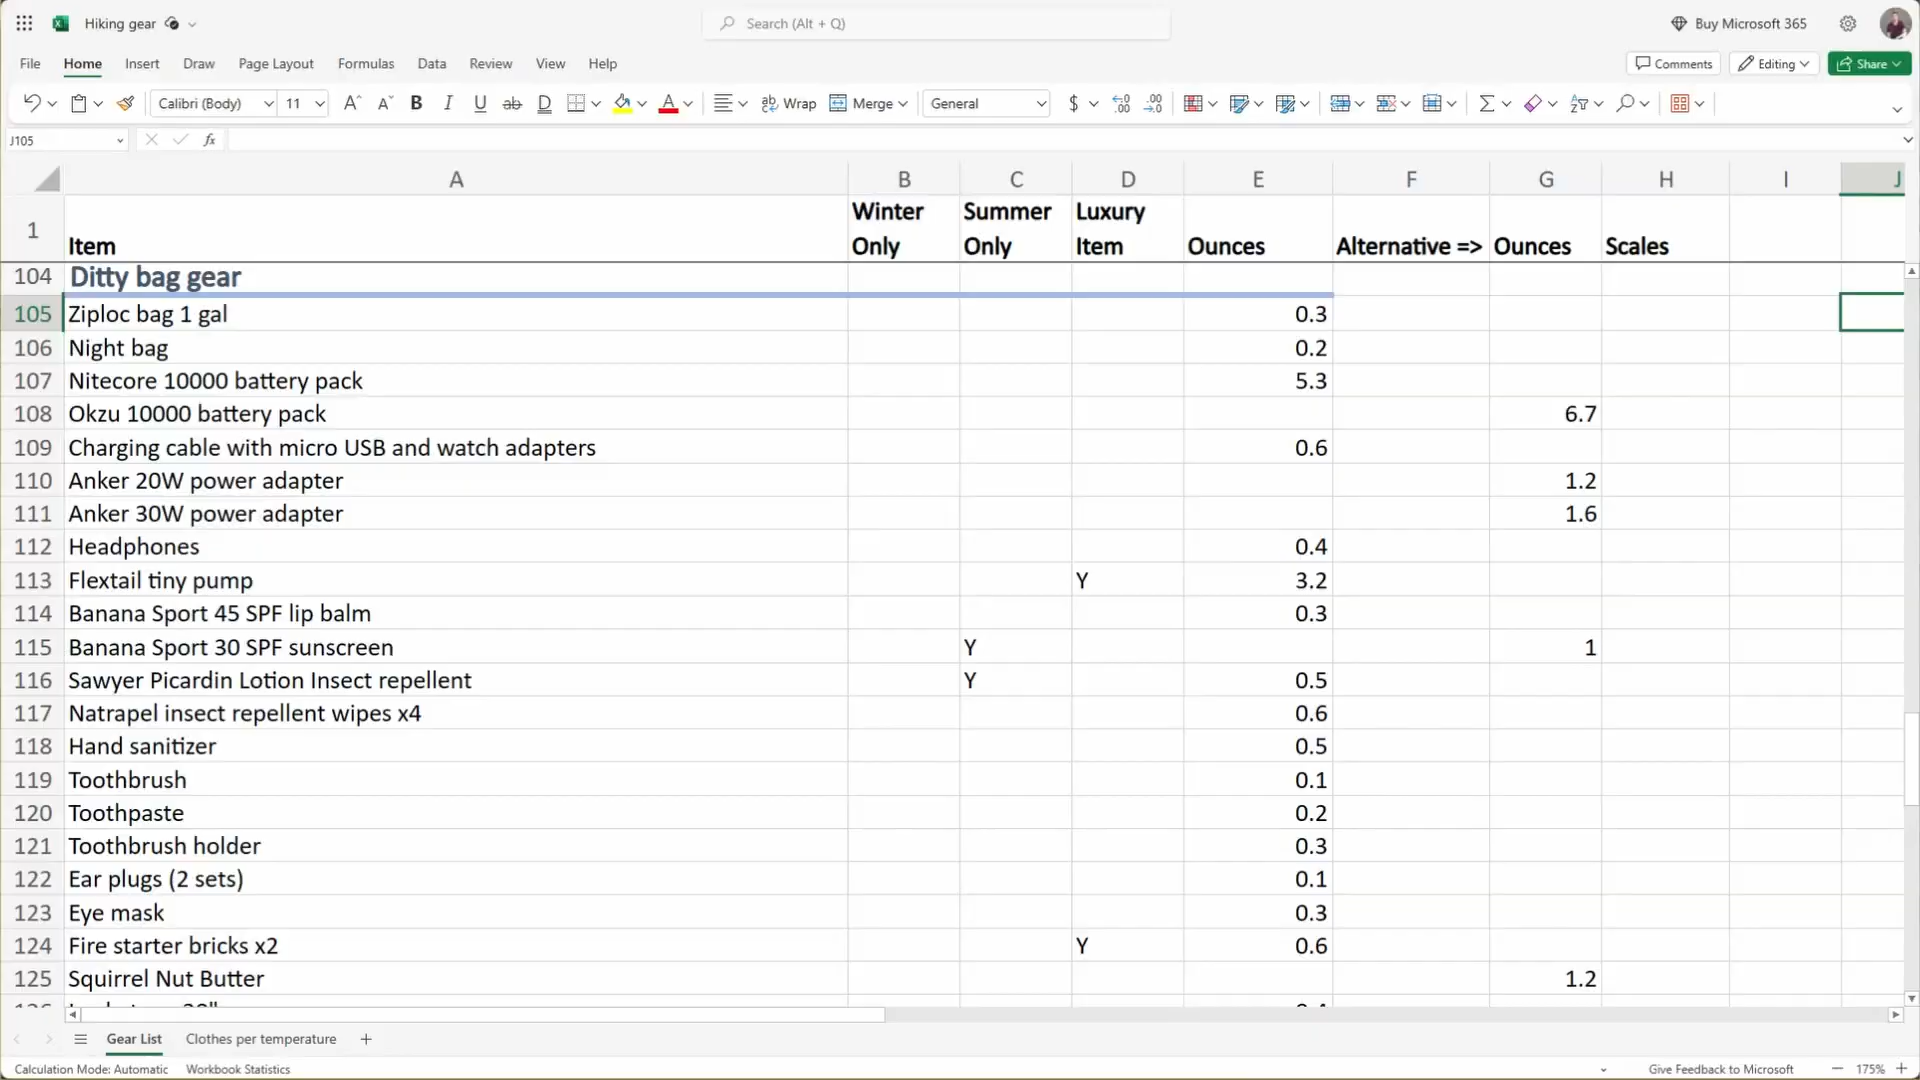 Hiking gear
Search (Alt + Q)
Buy Microsoft 365
File Home Insert Draw Page Layout Formulas Data Review View Help
Comments Editing Share
Calibri (Body) 11 A A B I U ab D A Wrap Merge General $ .00 .00
J105 fx
A B C D E F G H I J
1 Item Winter Only Summer Only Luxury Item Ounces Alternative => Ounces Scales
104 Ditty bag gear
105 Ziploc bag 1 gal 0.3
106 Night bag 0.2
107 Nitecore 10000 battery pack 5.3
108 Okzu 10000 battery pack 6.7
109 Charging cable with micro USB and watch adapters 0.6
110 Anker 20W power adapter 1.2
111 Anker 30W power adapter 1.6
112 Headphones 0.4
113 Flextail tiny pump Y 3.2
114 Banana Sport 45 SPF lip balm 0.3
115 Banana Sport 30 SPF sunscreen Y 1
116 Sawyer Picardin Lotion Insect repellent Y 0.5
117 Natrapel insect repellent wipes x4 0.6
118 Hand sanitizer 0.5
119 Toothbrush 0.1
120 Toothpaste 0.2
121 Toothbrush holder 0.3
122 Ear plugs (2 sets) 0.1
123 Eye mask 0.3
124 Fire starter bricks x2 Y 0.6
125 Squirrel Nut Butter 1.2
Gear List Clothes per temperature
Calculation Mode: Automatic Workbook Statistics
Give Feedback to Microsoft 175%